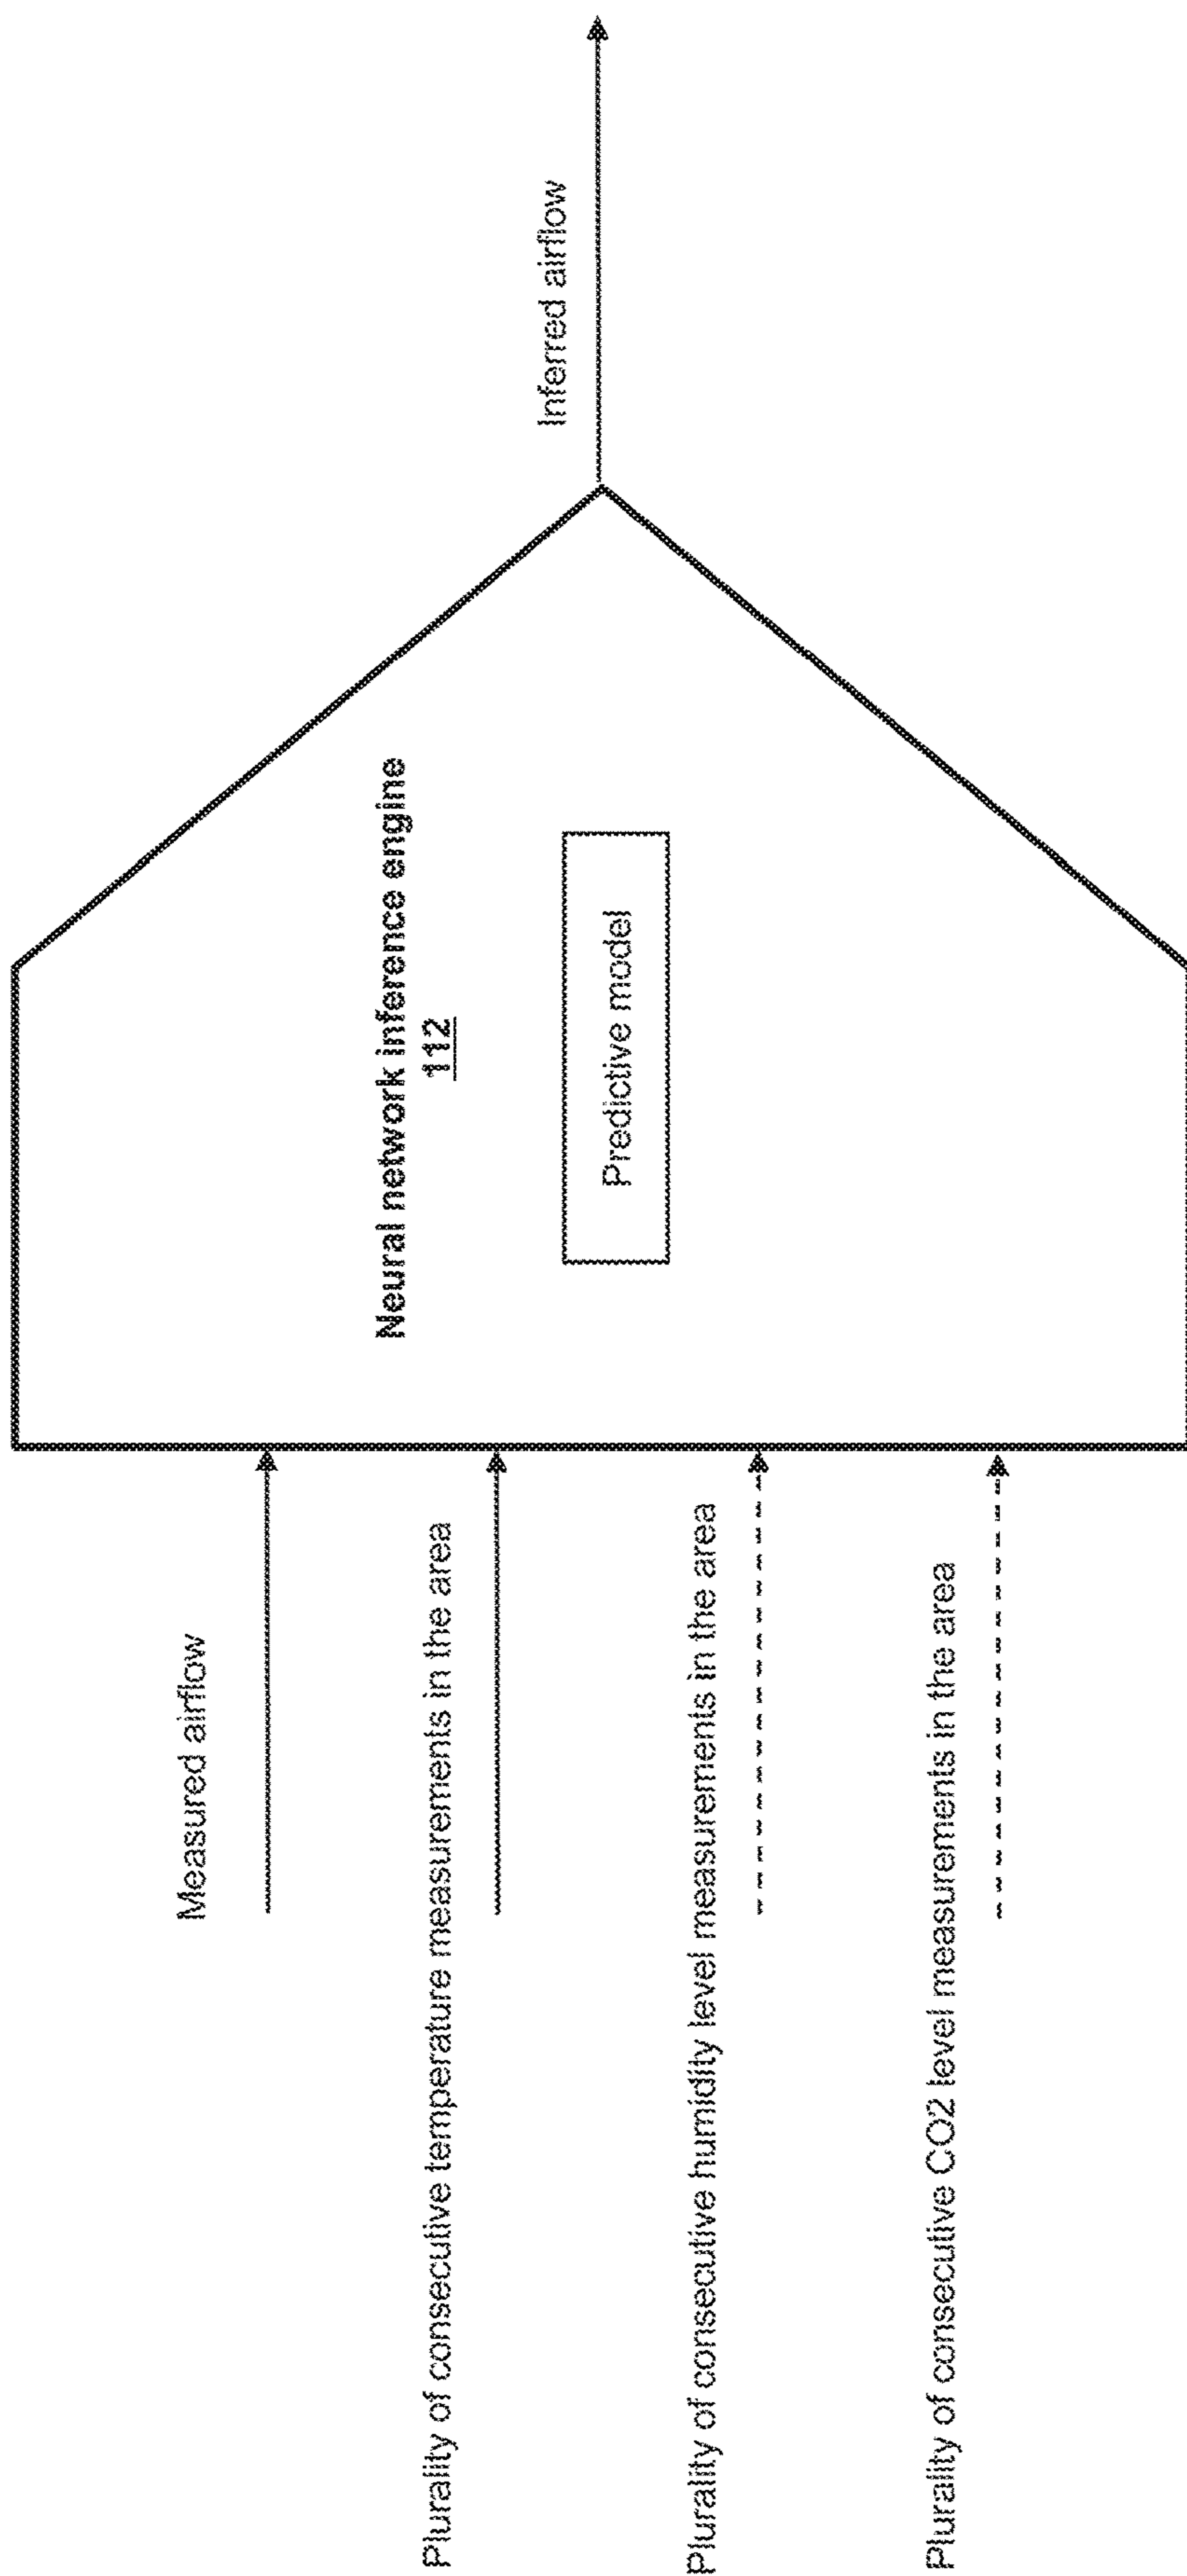 Measured airflow
Plurality of consecutive temperature measurements in the area
Plurality of consecutive humidity level measurements in the area
Plurality of consecutive CO2 level measurements in the area
Neural network inference engine
112
Predictive model
Inferred airflow